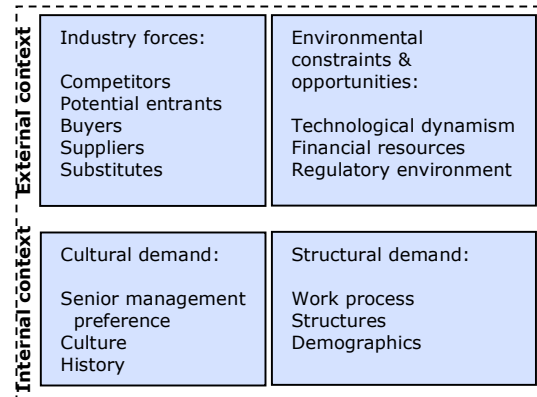 External context
Industry forces:
Competitors
Potential entrants
Buyers
Suppliers
Substitutes
Environmental
constraints &
opportunities:
Technological dynamism
Financial resources
Regulatory environment
Internal context
Cultural demand:
Senior management
preference
Culture
History
Structural demand:
Work process
Structures
Demographics